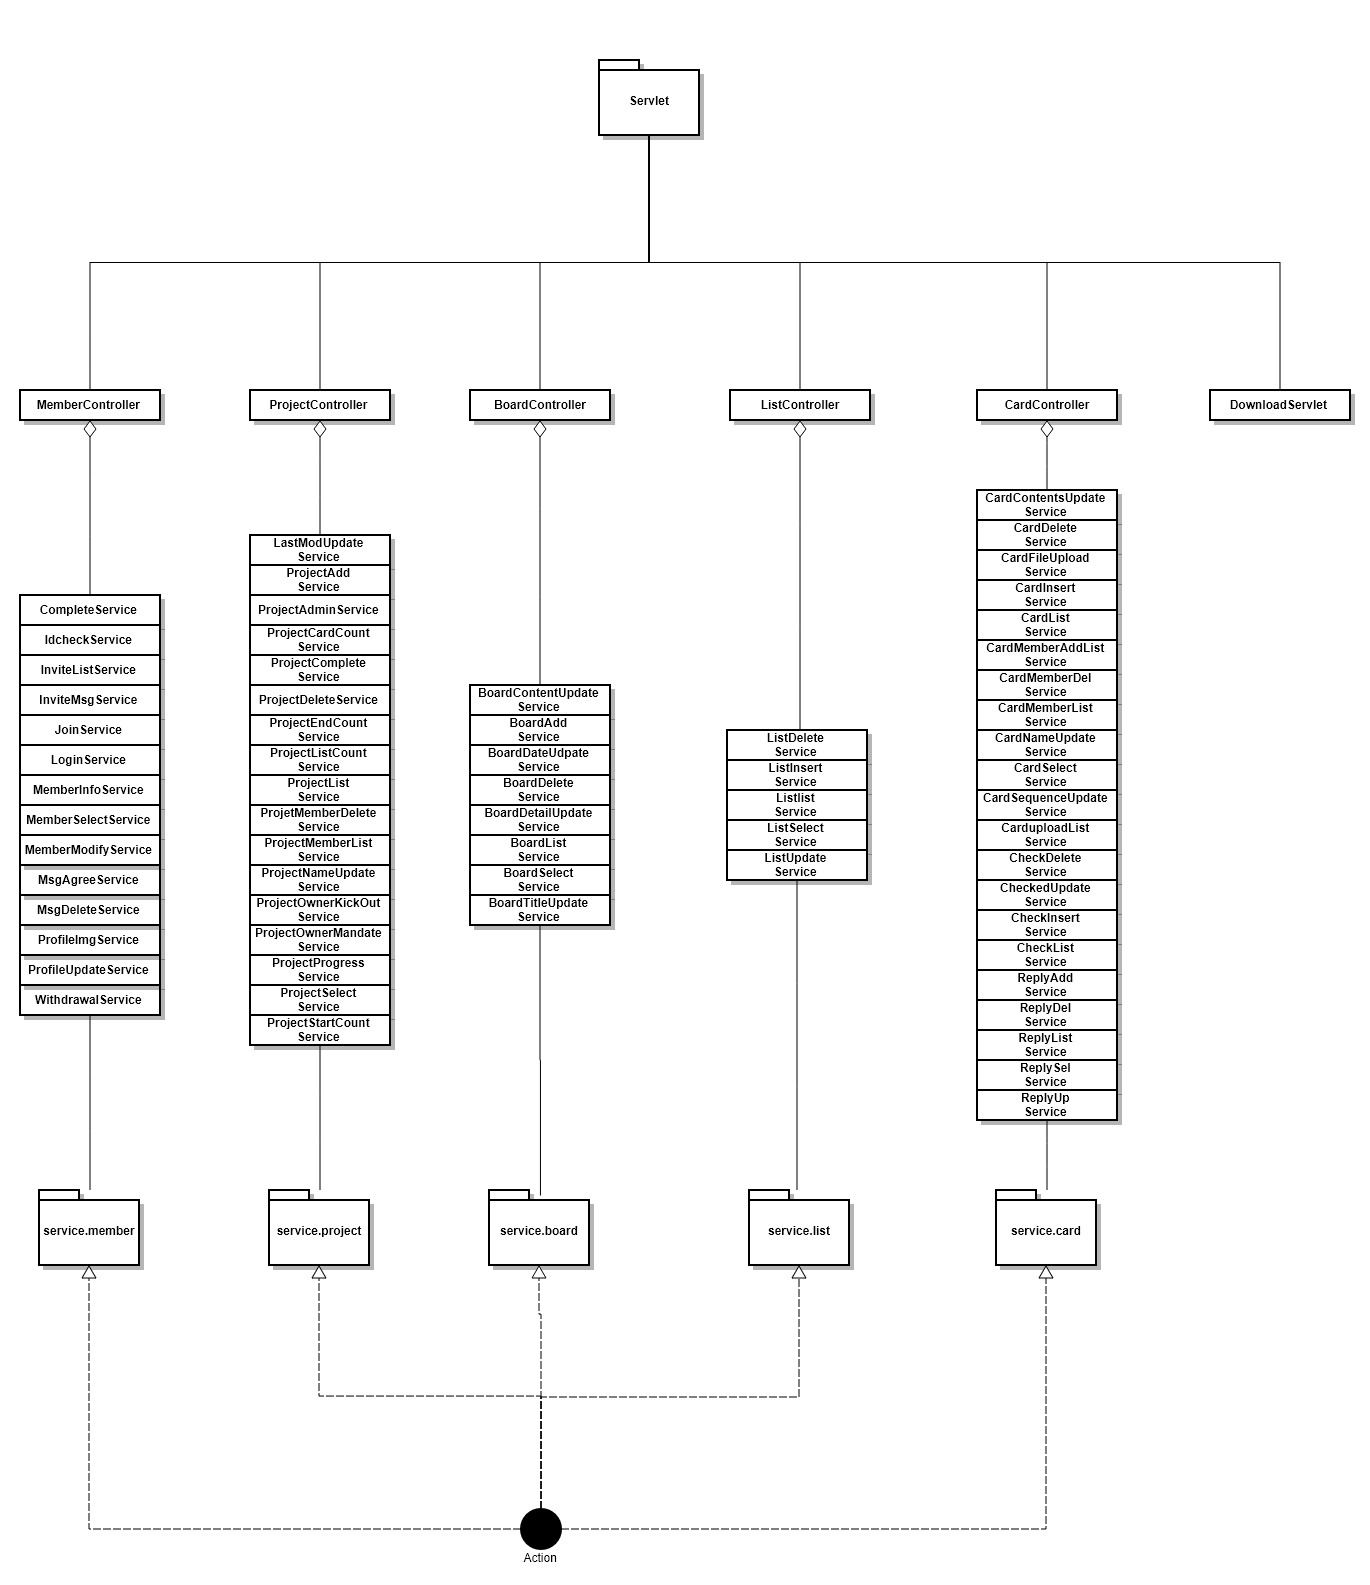 Servlet
MemberController
ProjectController
BoardController
ListController
CardController
DownloadServlet
CompleteService
IdcheckService
InviteListService
InviteMsgService
JoinService
LoginService
MemberInfoService
MemberSelectService
MemberModifyService
MsgAgreeService
MsgDeleteService
ProfileImgService
ProfileUpdateService
WithdrawalService
LastModUpdate
Service
ProjectAdd
Service
ProjectAdminService
ProjectCardCount
Service
ProjectComplete
Service
ProjectDeleteService
ProjectEndCount
Service
ProjectListCount
Service
ProjectList
Service
ProjetMemberDelete
Service
ProjectMemberList
Service
ProjectNameUpdate
Service
ProjectOwnerKickOut
Service
ProjectOwnerMandate
Service
ProjectProgress
Service
ProjectSelect
Service
ProjectStartCount
Service
BoardContentUpdate
Service
BoardAdd
Service
BoardDateUdpate
Service
BoardDelete
Service
BoardDetailUpdate
Service
BoardList
Service
BoardSelect
Service
BoardTitleUpdate
Service
ListDelete
Service
ListInsert
Service
Listlist
Service
ListSelect
Service
ListUpdate
Service
CardContentsUpdate
Service
CardDelete
Service
CardFileUpload
Service
CardInsert
Service
CardList
Service
CardMemberAddList
Service
CardMemberDel
Service
CardMemberList
Service
CardNameUpdate
Service
CardSelect
Service
CardSequenceUpdate
Service
CarduploadList
Service
CheckDelete
Service
CheckedUpdate
Service
CheckInsert
Service
CheckList
Service
ReplyAdd
Service
ReplyDel
Service
ReplyList
Service
ReplySel
Service
ReplyUp
Service
service.member
service.project
service.board
service.list
service.card
Action